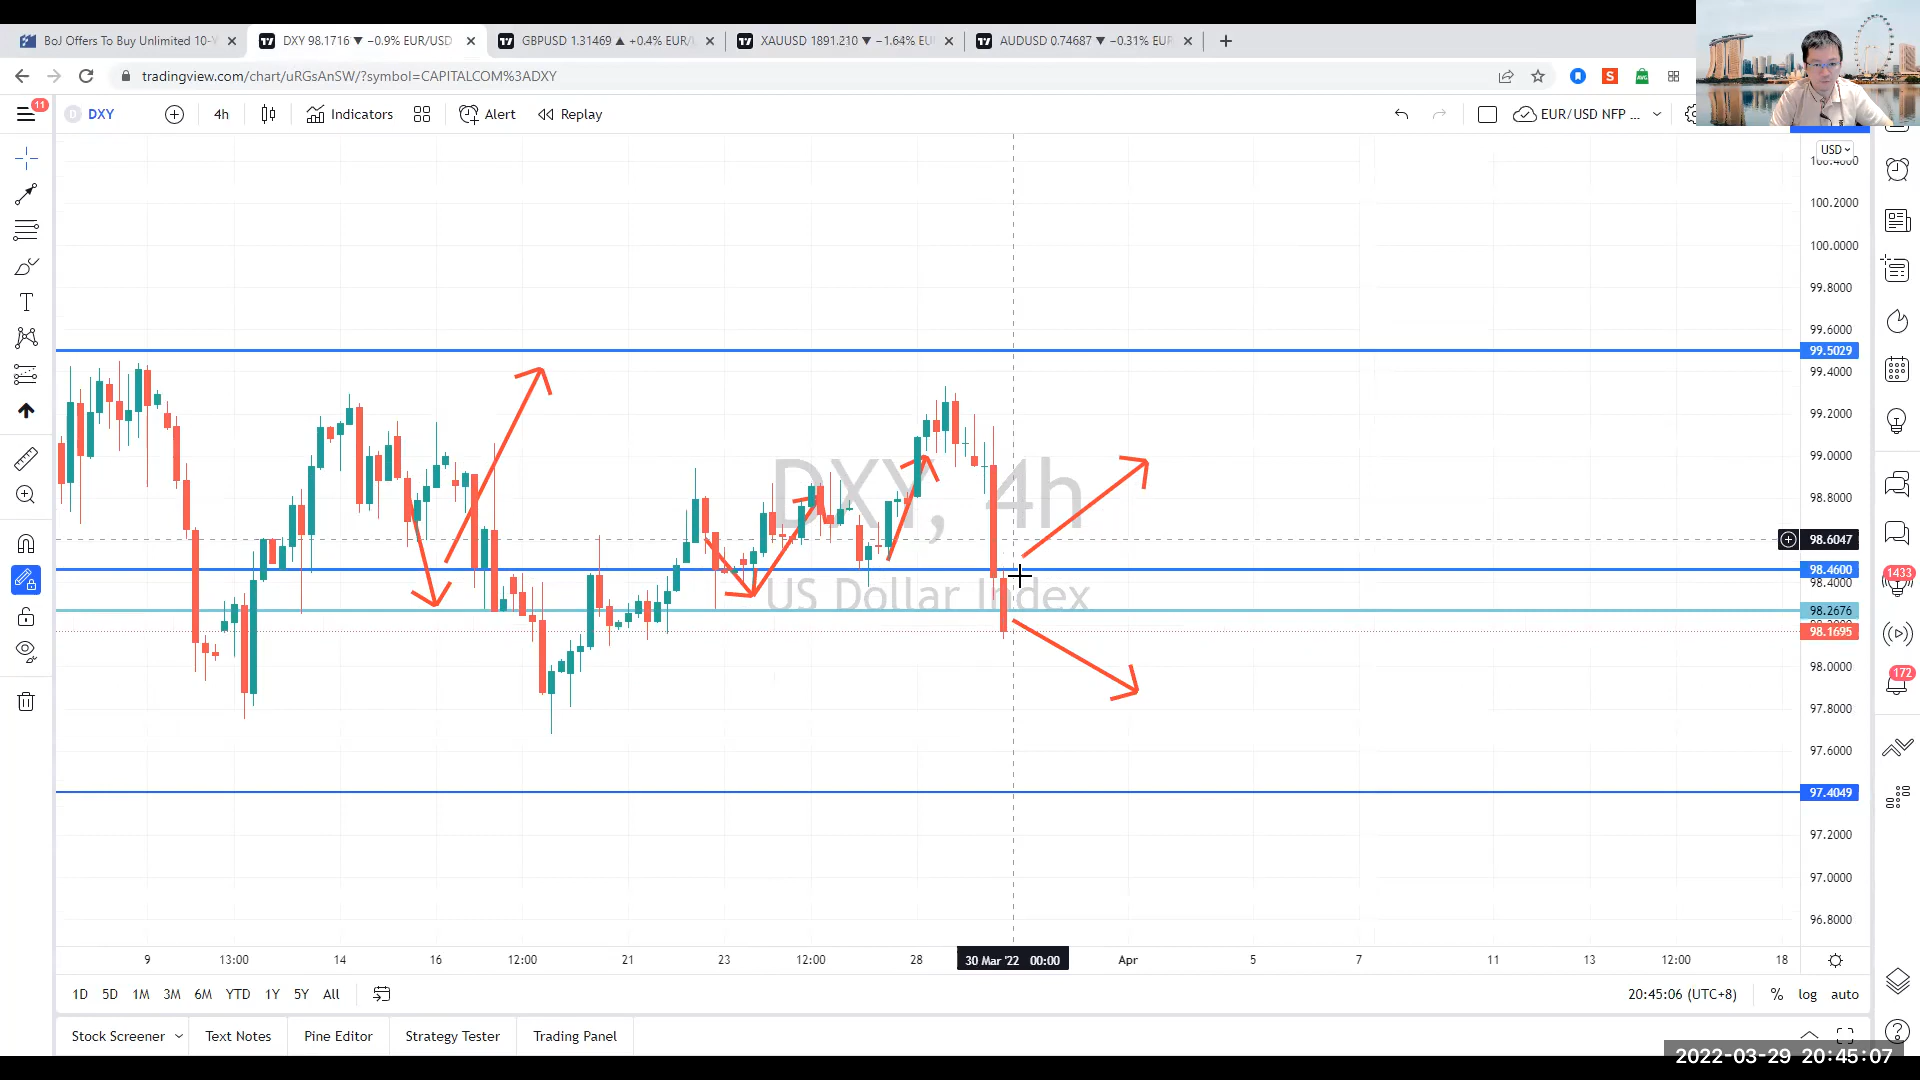 BoJ Offers To Buy Unlimited 10-Y
DXY 98.1716 ▼ −0.9% EUR/USD
GBPUSD 1.31469 ▲ +0.4% EUR/
XAUUSD 1891.210 ▼ −1.64% EU
AUDUSD 0.74687 ▼ −0.31% EUR
tradingview.com/chart/uRGsAnSW/?symbol=CAPITALCOM%3ADXY
S
11
D DXY
4h
Indicators
Alert
Replay
EUR/USD NFP ...
USD
100.4000
100.2000
100.0000
99.8000
99.6000
99.5029
99.4000
99.2000
99.0000
98.8000
98.6047
98.4600
98.4000
98.2676
98.1695
98.0000
97.8000
97.6000
97.4049
97.2000
97.0000
96.8000
1433
172
DXY, 4h
US Dollar Index
9
13:00
14
16
12:00
21
23
12:00
28
30 Mar '22 00:00
Apr
5
7
11
13
12:00
18
1D 5D 1M 3M 6M YTD 1Y 5Y All
20:45:06 (UTC+8)
% log auto
Stock Screener
Text Notes
Pine Editor
Strategy Tester
Trading Panel
2022-03-29 20:45:07